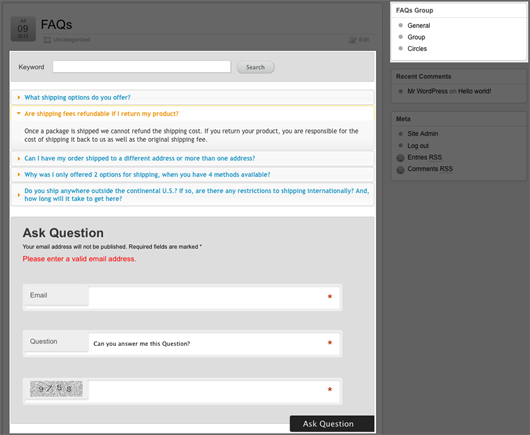 FAQs
09
Uncategorized
Edit
Keyword
Search
What shipping options do you offer?
Are shipping fees refundable if I return my product?
Once a package is shipped we cannot refund the shipping cost. If you return your product, you are responsible for the
cost of shipping it back to us as well as the original shipping fee.
Can I have my order shipped to a different address or more than one address?
Why was I only offered 2 options for shipping, when you have 4 methods available?
Do you ship anywhere outside the continental U.S.? If so, are there any restrictions to shipping internationally? And,
how long will it take to get here?
Ask Question
Your email address will not be published. Required fields are marked *
Please enter a valid email address.
Email *
Question Can you answer me this Question? *
9758 *
Ask Question
FAQs Group
General
Group
Circles
Recent Comments
Mr WordPress on Hello world!
Meta
Site Admin
Log out
Entries RSS
Comments RSS